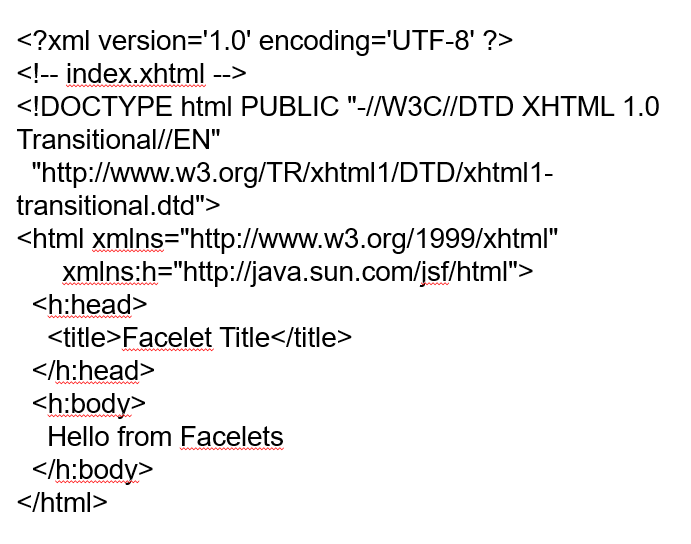 <?xml version='1.0' encoding='UTF-8' ?>
<!-- index.xhtml -->
<!DOCTYPE html PUBLIC "-//W3C//DTD XHTML 1.0
Transitional//EN"
"http://www.w3.org/TR/xhtml1/DTD/xhtml1-
transitional.dtd">
<html xmlns="http://www.w3.org/1999/xhtml"
xmlns:h="http://java.sun.com/jsf/html">
<h:head>
<title>Facelet Title</title>
</h:head>
<h:body>
Hello from Facelets
</h:body>
</html>